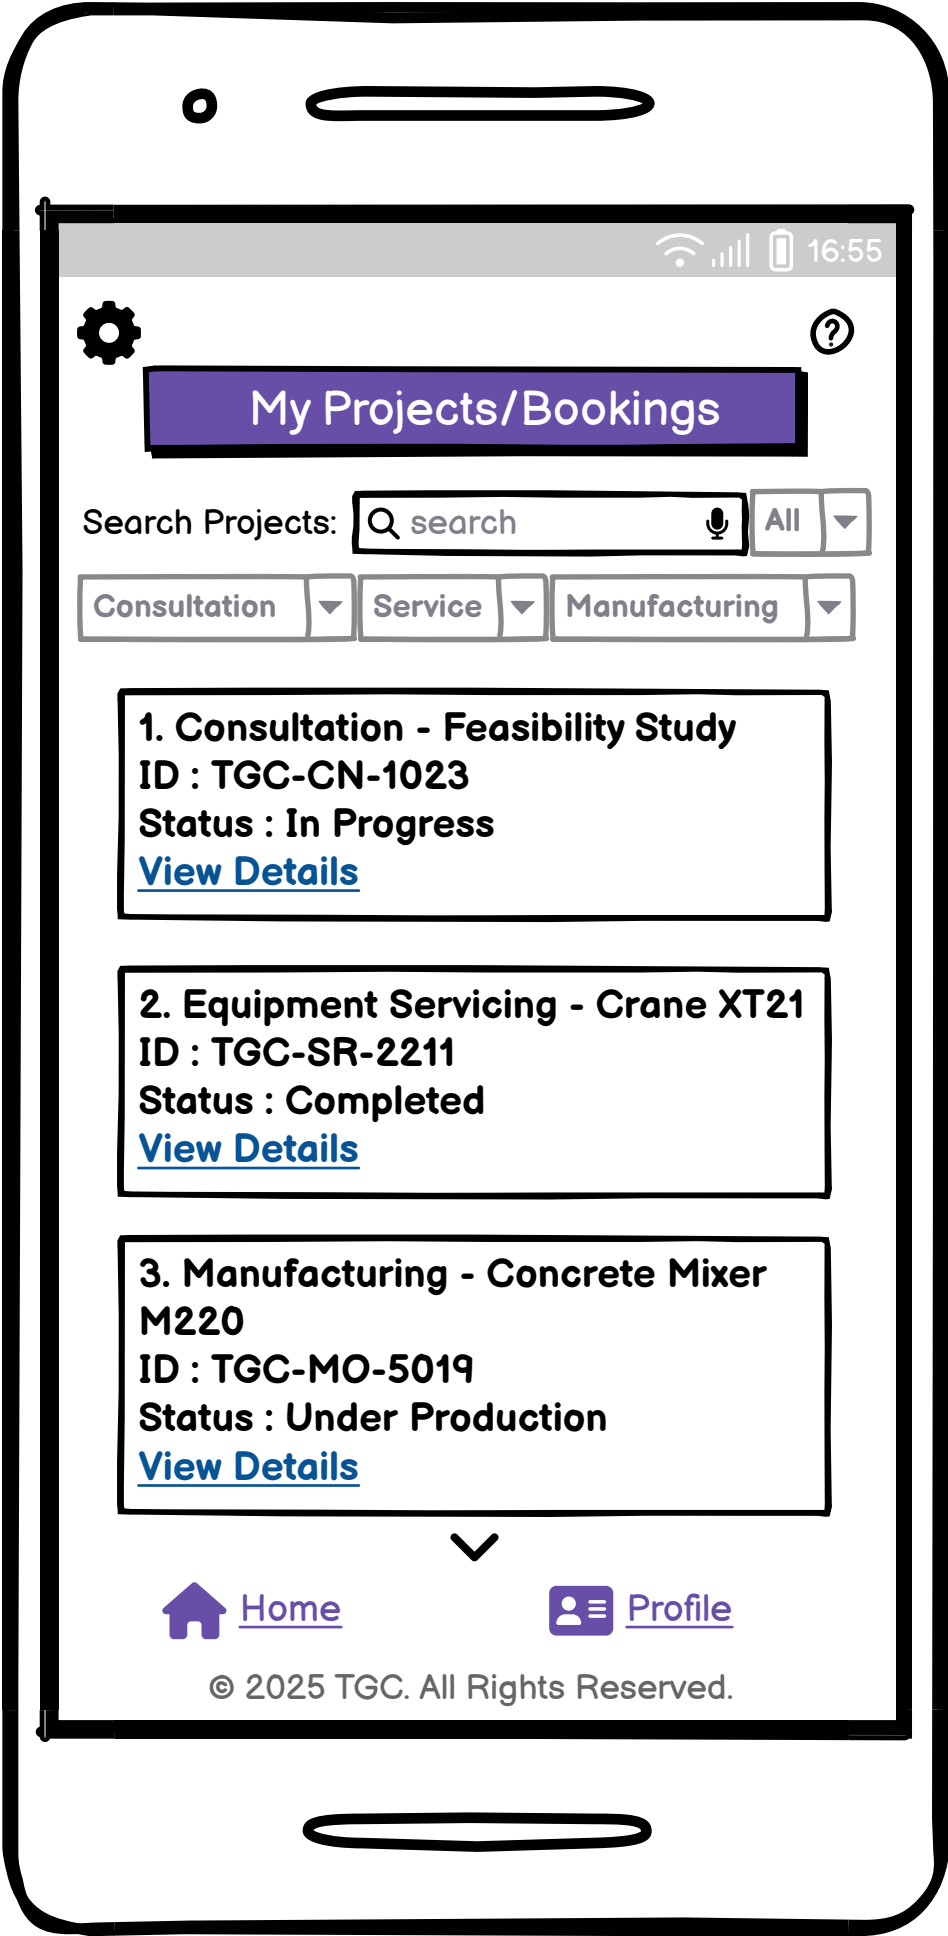 16:55
My Projects/Bookings
Search Projects: search All
Consultation Service Manufacturing
1. Consultation - Feasibility Study
ID : TGC-CN-1023
Status : In Progress
View Details
2. Equipment Servicing - Crane XT21
ID : TGC-SR-2211
Status : Completed
View Details
3. Manufacturing - Concrete Mixer
M220
ID : TGC-MO-5019
Status : Under Production
View Details
Home Profile
© 2025 TGC. All Rights Reserved.